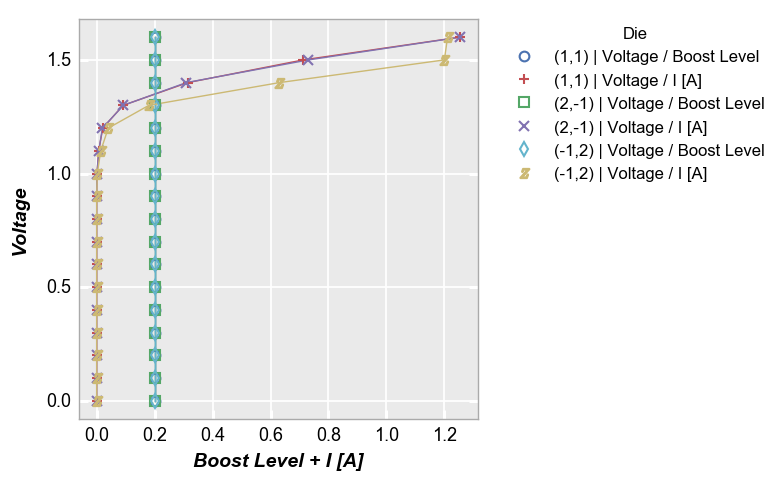 Die
(1,1) | Voltage / Boost Level
(1,1) | Voltage / I [A]
(2,-1) | Voltage / Boost Level
(2,-1) | Voltage / I [A]
(-1,2) | Voltage / Boost Level
(-1,2) | Voltage / I [A]
Voltage
1.5
1.0
0.5
0.0
0.0 0.2 0.4 0.6 0.8 1.0 1.2
Boost Level + I [A]